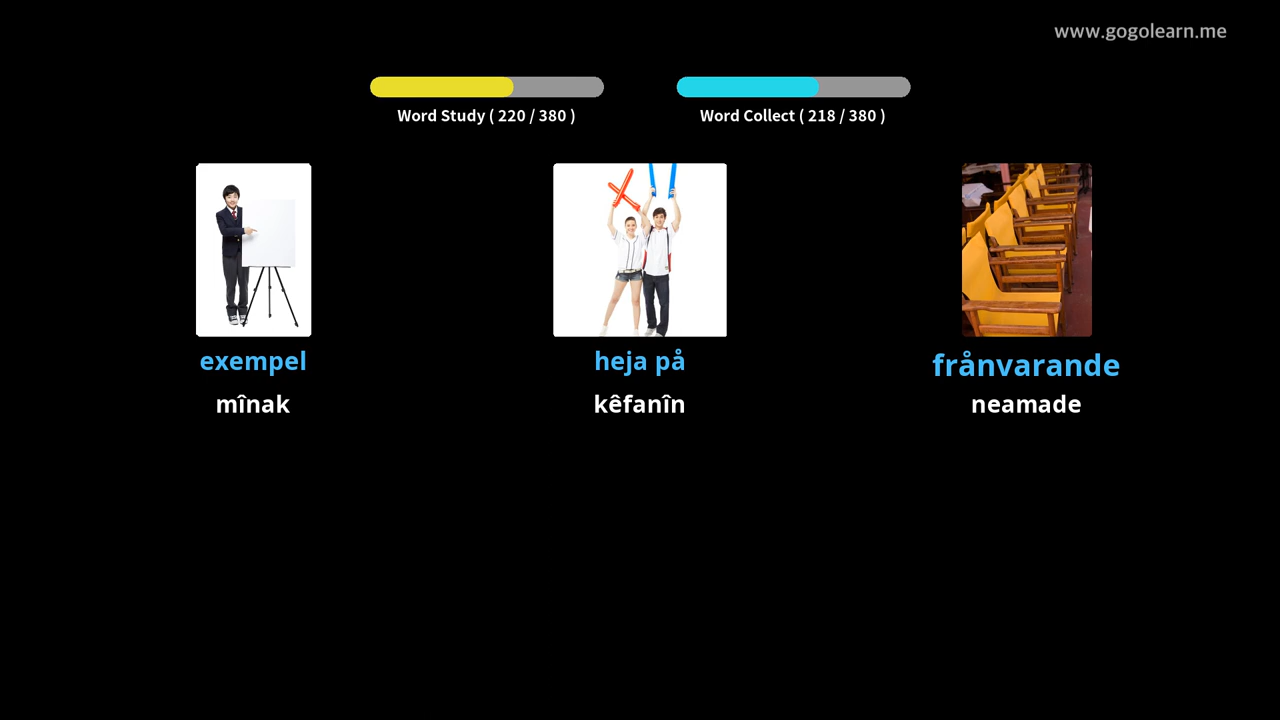 www.gogolearn.me
Word Study ( 220 / 380 )
Word Collect ( 218 / 380 )
exempel
heja på
frånvarande
mînak
kêfanîn
neamade